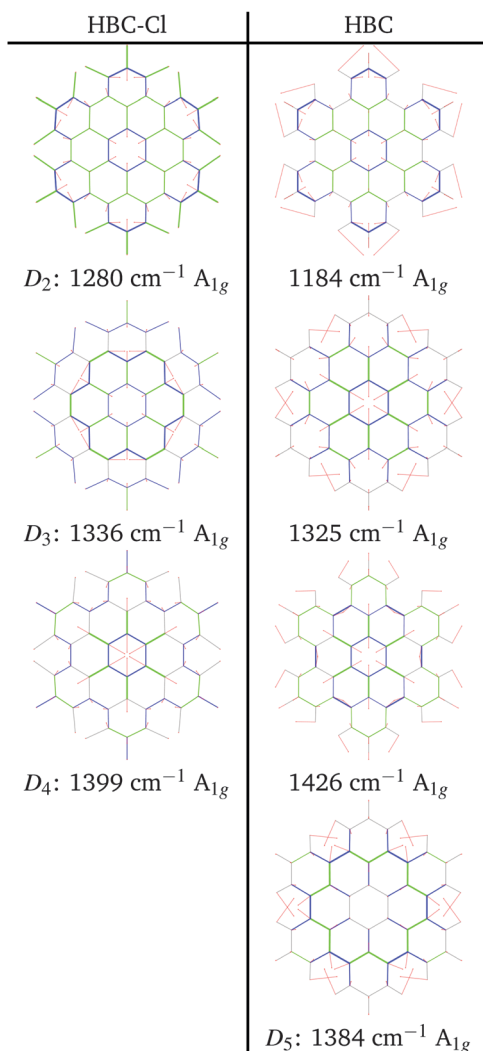 HBC-Cl HBC
D₂: 1280 cm⁻¹ A₁g 1184 cm⁻¹ A₁g
D₃: 1336 cm⁻¹ A₁g 1325 cm⁻¹ A₁g
D₄: 1399 cm⁻¹ A₁g 1426 cm⁻¹ A₁g
D₅: 1384 cm⁻¹ A₁g